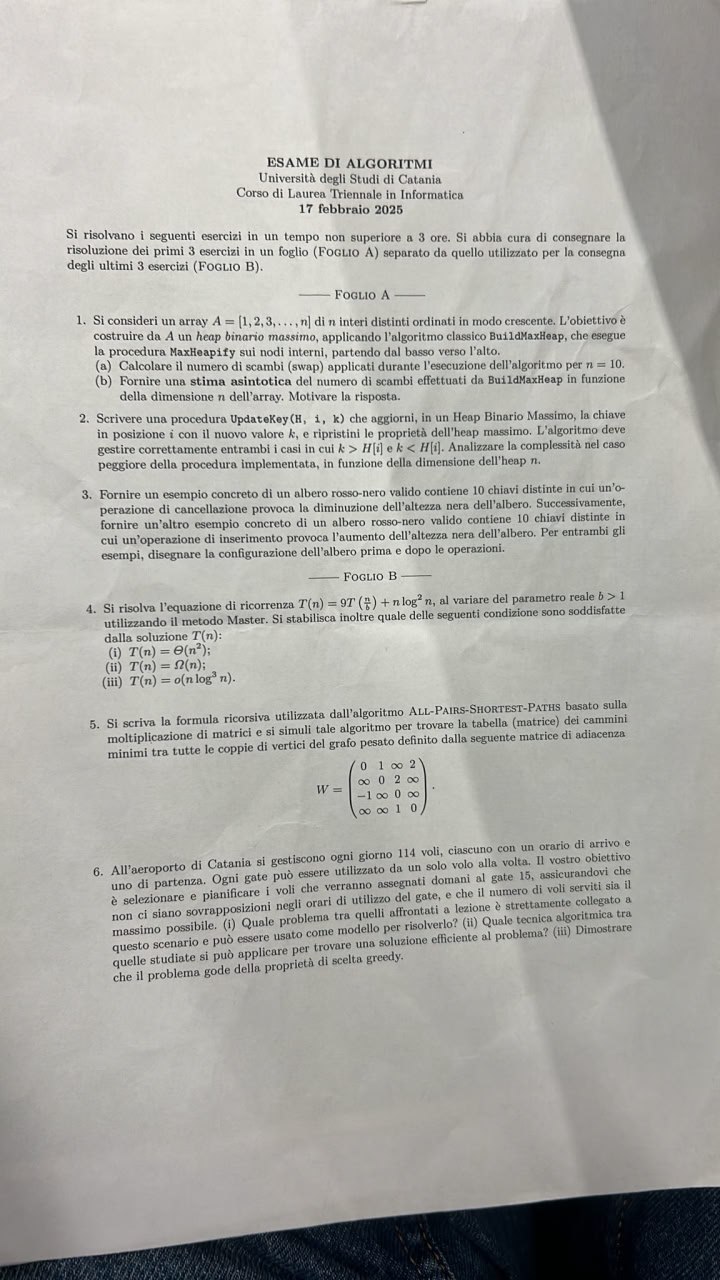 ESAME DI ALGORITMI
Università degli Studi di Catania
Corso di Laurea Triennale in Informatica
17 febbraio 2025
Si risolvano i seguenti esercizi in un tempo non superiore a 3 ore. Si abbia cura di consegnare la
risoluzione dei primi 3 esercizi in un foglio (FOGLIO A) separato da quello utilizzato per la consegna
degli ultimi 3 esercizi (FOGLIO B).
—— FOGLIO A ——
1. Si consideri un array A = [1, 2, 3, . . . , n] di n interi distinti ordinati in modo crescente. L'obiettivo è
costruire da A un heap binario massimo, applicando l'algoritmo classico BuildMaxHeap, che esegue
la procedura MaxHeapify sui nodi interni, partendo dal basso verso l'alto.
(a) Calcolare il numero di scambi (swap) applicati durante l'esecuzione dell'algoritmo per n = 10.
(b) Fornire una stima asintotica del numero di scambi effettuati da BuildMaxHeap in funzione
della dimensione n dell'array. Motivare la risposta.
2. Scrivere una procedura UpdateKey(H, i, k) che aggiorni, in un Heap Binario Massimo, la chiave
in posizione i con il nuovo valore k, e ripristini le proprietà dell'heap massimo. L'algoritmo deve
gestire correttamente entrambi i casi in cui k > H[i] e k < H[i]. Analizzare la complessità nel caso
peggiore della procedura implementata, in funzione della dimensione dell'heap n.
3. Fornire un esempio concreto di un albero rosso-nero valido contiene 10 chiavi distinte in cui un'o-
perazione di cancellazione provoca la diminuzione dell'altezza nera dell'albero. Successivamente,
fornire un'altro esempio concreto di un albero rosso-nero valido contiene 10 chiavi distinte in
cui un'operazione di inserimento provoca l'aumento dell'altezza nera dell'albero. Per entrambi gli
esempi, disegnare la configurazione dell'albero prima e dopo le operazioni.
—— FOGLIO B ——
4. Si risolva l'equazione di ricorrenza T(n) = 9T (n/b) + n log² n, al variare del parametro reale b > 1
utilizzando il metodo Master. Si stabilisca inoltre quale delle seguenti condizione sono soddisfatte
dalla soluzione T(n):
(i) T(n) = Θ(n²);
(ii) T(n) = Ω(n);
(iii) T(n) = o(n log³ n).
5. Si scriva la formula ricorsiva utilizzata dall'algoritmo ALL-PAIRS-SHORTEST-PATHS basato sulla
moltiplicazione di matrici e si simuli tale algoritmo per trovare la tabella (matrice) dei cammini
minimi tra tutte le coppie di vertici del grafo pesato definito dalla seguente matrice di adiacenza
0 1 ∞ 2
∞ 0 2 ∞
W = −1 ∞ 0 ∞ .
∞ ∞ 1 0
6. All'aeroporto di Catania si gestiscono ogni giorno 114 voli, ciascuno con un orario di arrivo e
uno di partenza. Ogni gate può essere utilizzato da un solo volo alla volta. Il vostro obiettivo
è selezionare e pianificare i voli che verranno assegnati domani al gate 15, assicurandovi che
non ci siano sovrapposizioni negli orari di utilizzo del gate, e che il numero di voli serviti sia il
massimo possibile. (i) Quale problema tra quelli affrontati a lezione è strettamente collegato a
questo scenario e può essere usato come modello per risolverlo? (ii) Quale tecnica algoritmica tra
quelle studiate si può applicare per trovare una soluzione efficiente al problema? (iii) Dimostrare
che il problema gode della proprietà di scelta greedy.